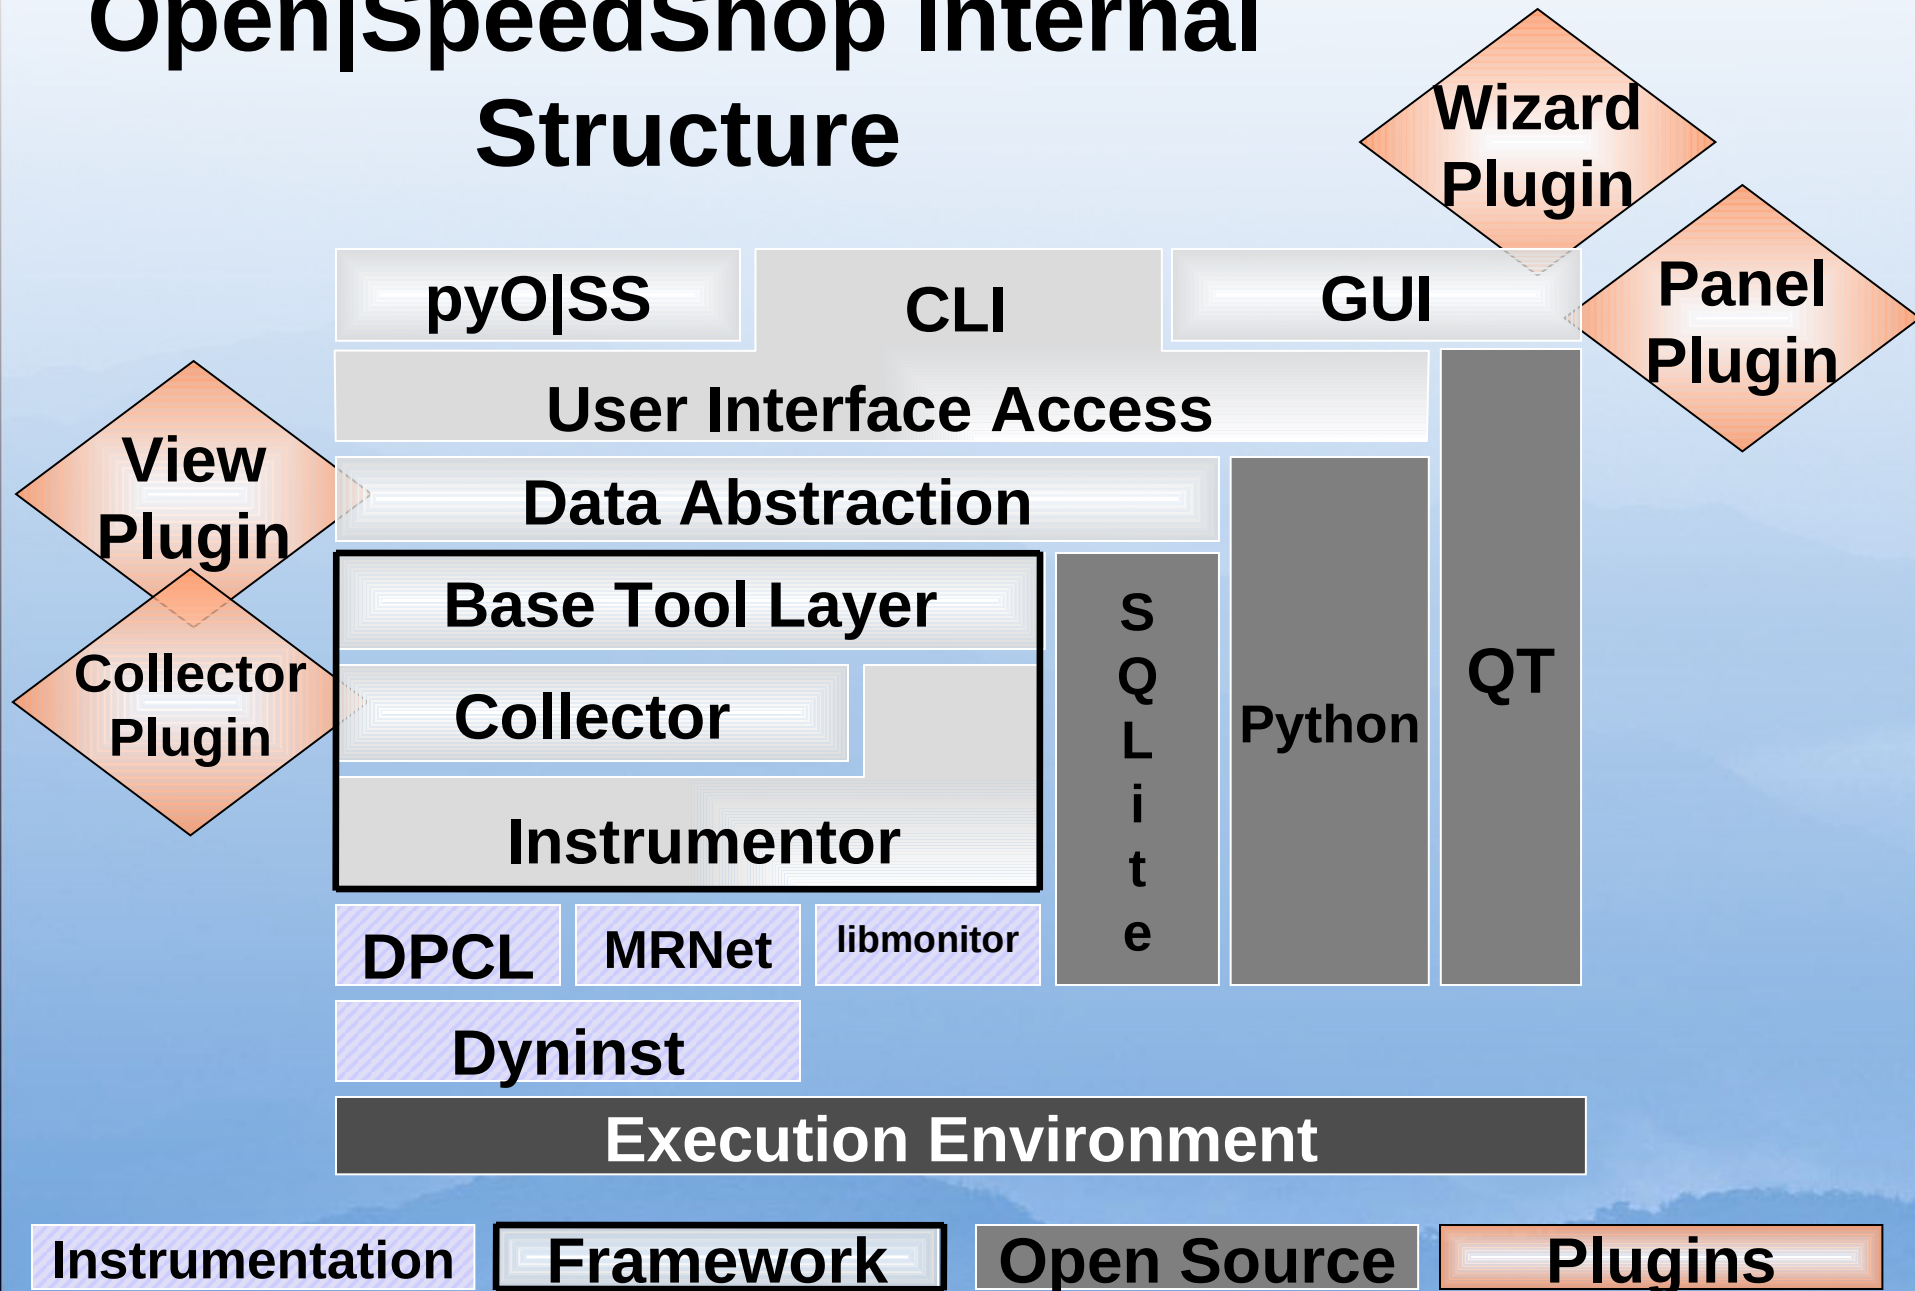 Open|SpeedShop Internal
Structure
Wizard
Plugin
Panel
Plugin
pyO|SS
CLI
GUI
User Interface Access
View
Plugin
Data Abstraction
Base Tool Layer
Collector
Plugin
Collector
Instrumentor
SQLite
Python
QT
DPCL
MRNet
libmonitor
Dyninst
Execution Environment
Instrumentation
Framework
Open Source
Plugins